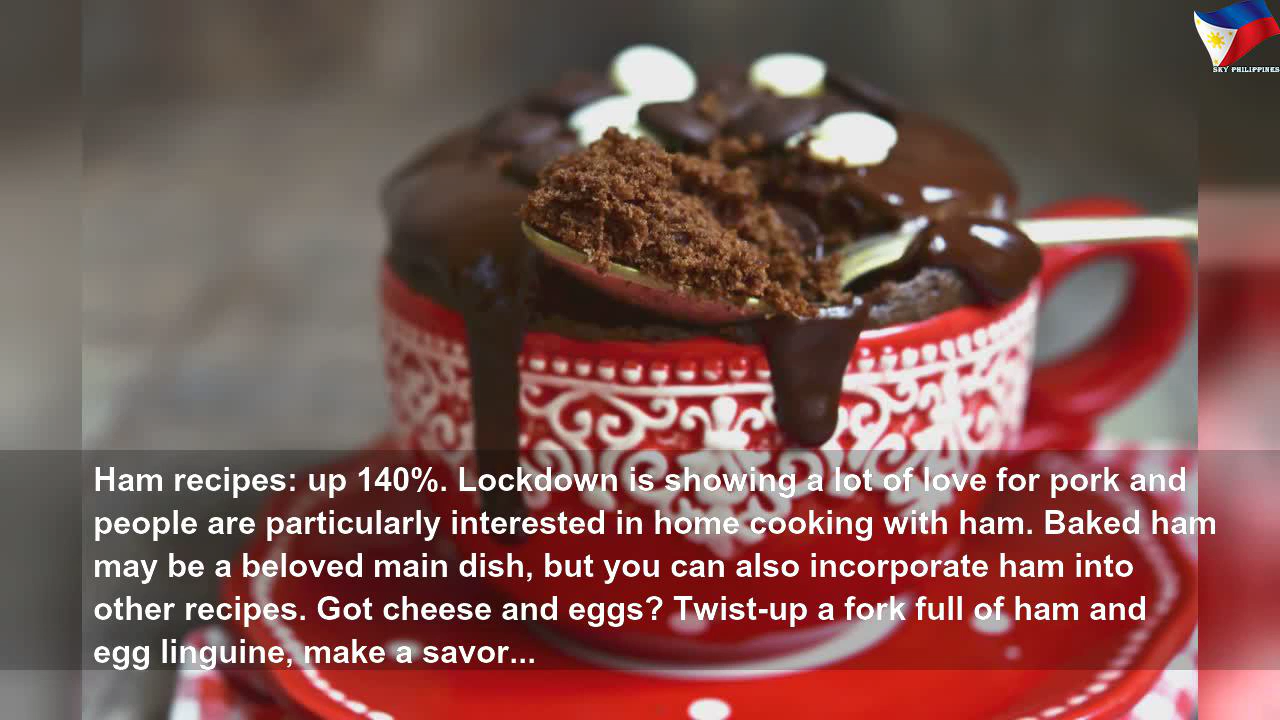 SKY PHILIPPINES
Ham recipes: up 140%. Lockdown is showing a lot of love for pork and
people are particularly interested in home cooking with ham. Baked ham
may be a beloved main dish, but you can also incorporate ham into
other recipes. Got cheese and eggs? Twist-up a fork full of ham and
egg linguine, make a savor...